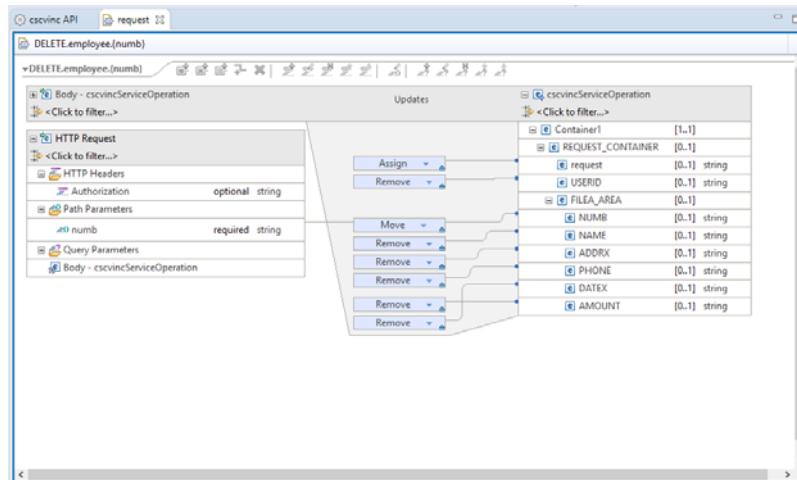 cscvinc API request
DELETE.employee.{numb}
DELETE.employee.{numb}
Body - cscvincServiceOperation
<Click to filter...>
HTTP Request
<Click to filter...>
HTTP Headers
Authorization optional string
Path Parameters
numb required string
Query Parameters
Body - cscvincServiceOperation
Updates
Assign
Remove
Move
Remove
Remove
Remove
Remove
Remove
cscvincServiceOperation
<Click to filter...>
Container1 [1..1]
REQUEST_CONTAINER [0..1]
request [0..1] string
USERID [0..1] string
FILEA_AREA [0..1]
NUMB [0..1] string
NAME [0..1] string
ADDRX [0..1] string
PHONE [0..1] string
DATEX [0..1] string
AMOUNT [0..1] string